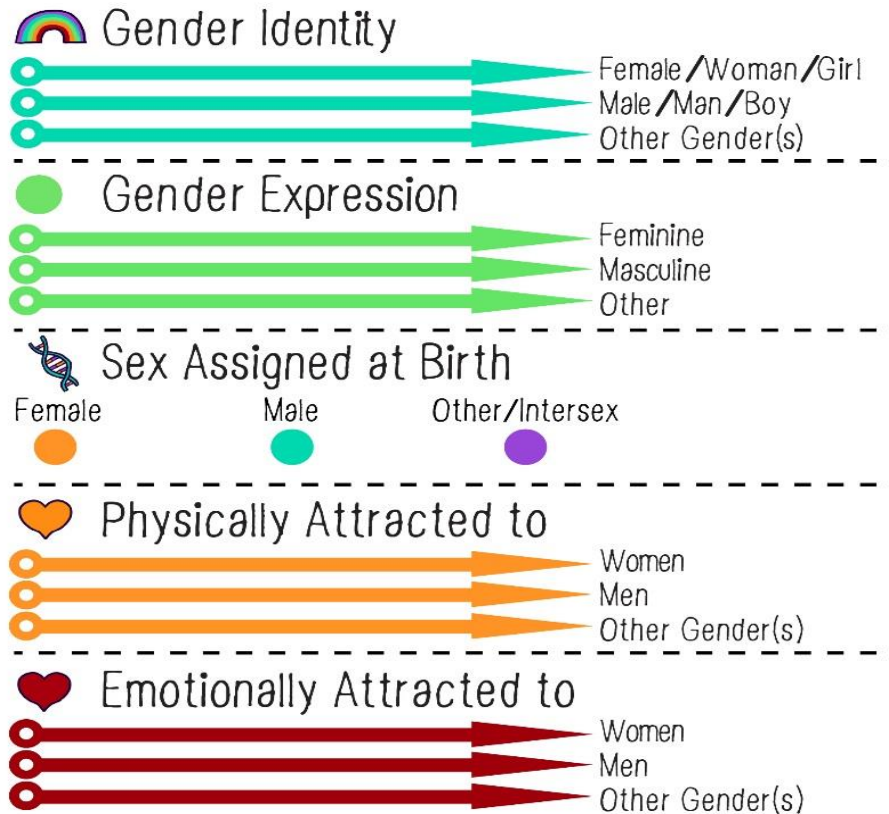 Gender Identity
Female/Woman/Girl
Male/Man/Boy
Other Gender(s)
Gender Expression
Feminine
Masculine
Other
Sex Assigned at Birth
Female Male Other/Intersex
Physically Attracted to
Women
Men
Other Gender(s)
Emotionally Attracted to
Women
Men
Other Gender(s)